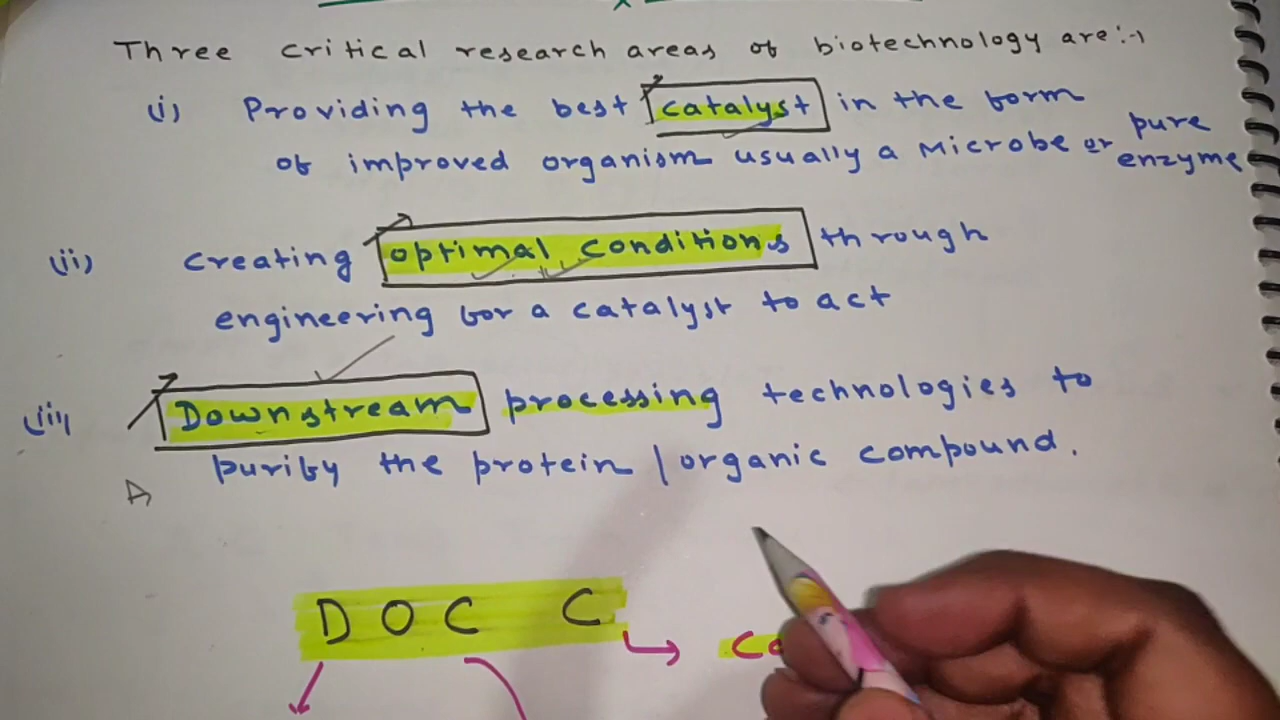 Three critical research areas of biotechnology are:-
(i) Providing the best catalyst in the form
of improved organism usually a Microbe or pure enzyme
(ii) creating optimal conditions through
engineering for a catalyst to act
(iii) Downstream processing technologies to
purify the protein / organic compound.
D O C C